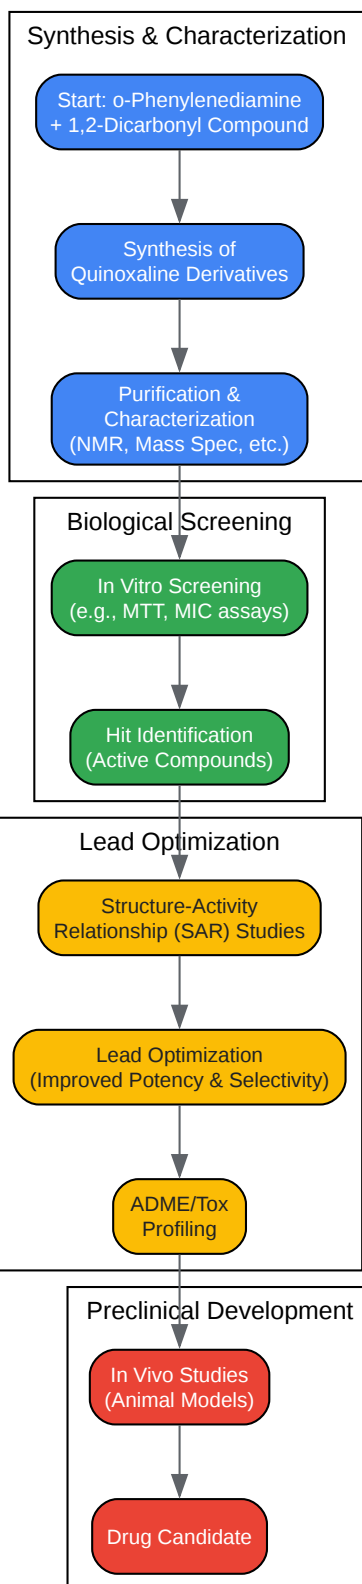 Synthesis & Characterization
Start: o-Phenylenediamine
+ 1,2-Dicarbonyl Compound
Synthesis of
Quinoxaline Derivatives
Purification &
Characterization
(NMR, Mass Spec, etc.)
Biological Screening
In Vitro Screening
(e.g., MTT, MIC assays)
Hit Identification
(Active Compounds)
Lead Optimization
Structure-Activity
Relationship (SAR) Studies
Lead Optimization
(Improved Potency & Selectivity)
ADME/Tox
Profiling
Preclinical Development
In Vivo Studies
(Animal Models)
Drug Candidate